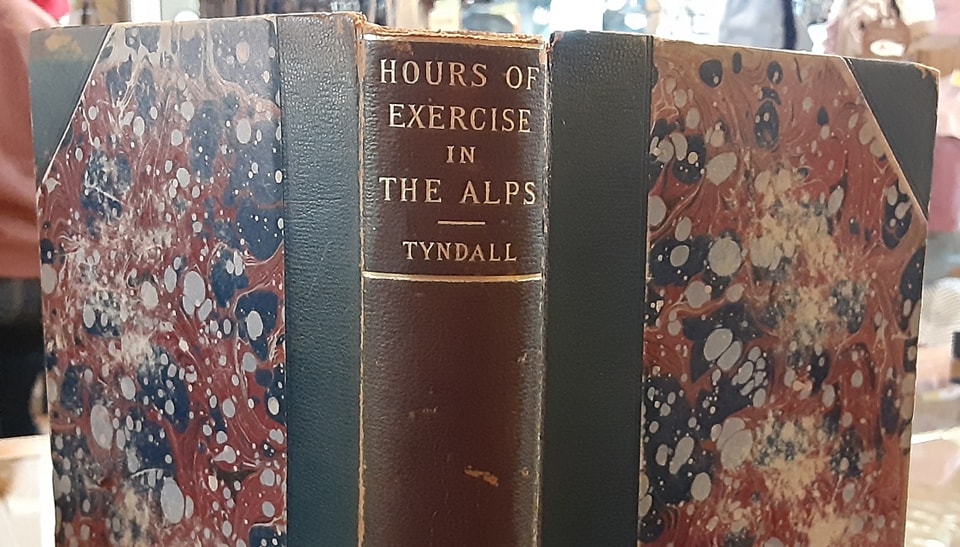 HOURS OF
EXERCISE
IN
THE ALPS
TYNDALL